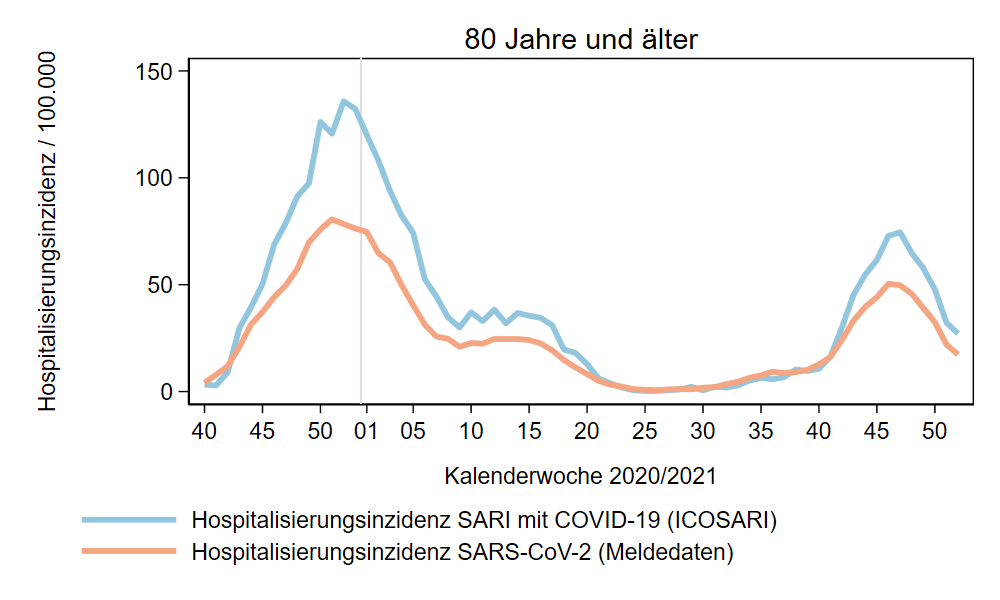 80 Jahre und älter
Hospitalisierungsinzidenz / 100.000
150
100
50
0
40 45 50 01 05 10 15 20 25 30 35 40 45 50
Kalenderwoche 2020/2021
Hospitalisierungsinzidenz SARI mit COVID-19 (ICOSARI)
Hospitalisierungsinzidenz SARS-CoV-2 (Meldedaten)